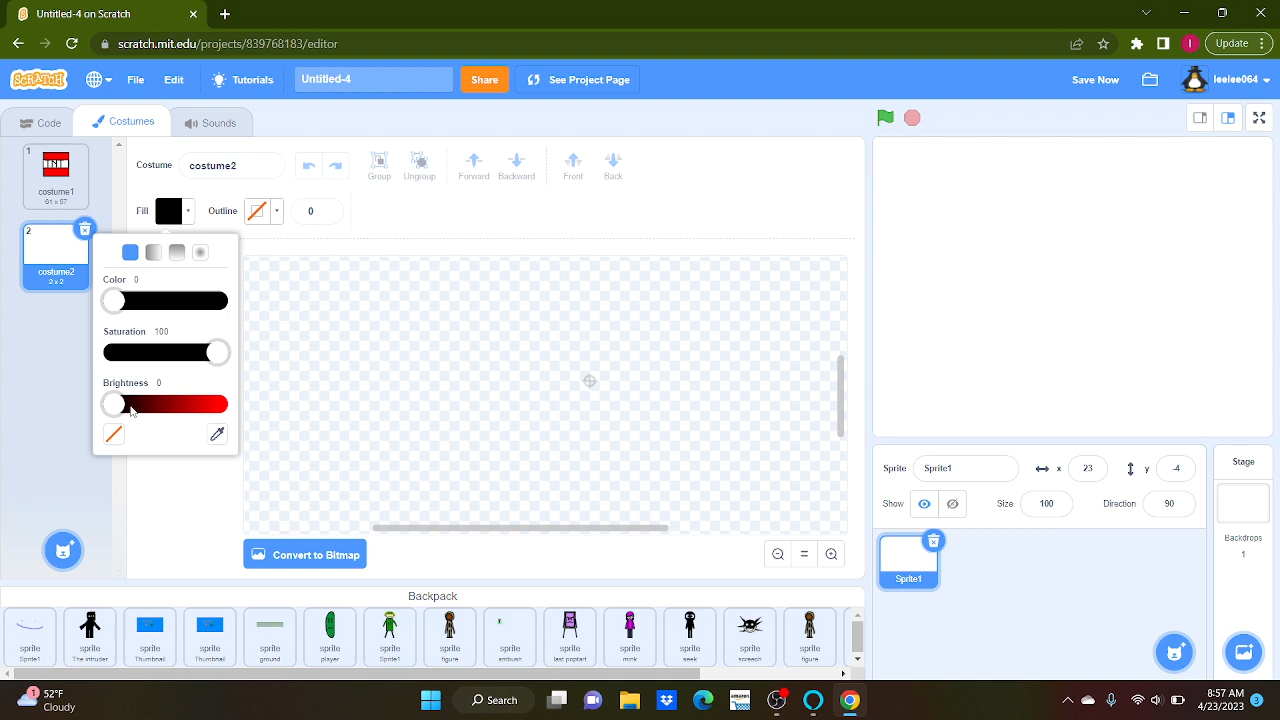 Untitled-4 on Scratch
scratch.mit.edu/projects/839768183/editor
I
Update
SCRATCH
File
Edit
Tutorials
Untitled-4
Share
See Project Page
Save Now
leelee064
Code
Costumes
Sounds
1
TNT
costume1
61 x 57
2
costume2
2 x 2
Costume
costume2
Group
Ungroup
Forward
Backward
Front
Back
Fill
Outline
0
Color 0
Saturation 100
Brightness 0
Convert to Bitmap
Sprite
Sprite1
x
23
y
-4
Show
Size
100
Direction
90
Sprite1
Stage
Backdrops
1
Backpack
sprite
Sprite1
sprite
The intruder
sprite
Thumbnail
sprite
Thumbnail
sprite
ground
sprite
player
sprite
Sprite1
sprite
figure
sprite
ambush
sprite
last poptart
sprite
mink
sprite
seek
sprite
screech
sprite
figure
1
52°F
Cloudy
Search
amazon
8:57 AM
4/23/2023
3